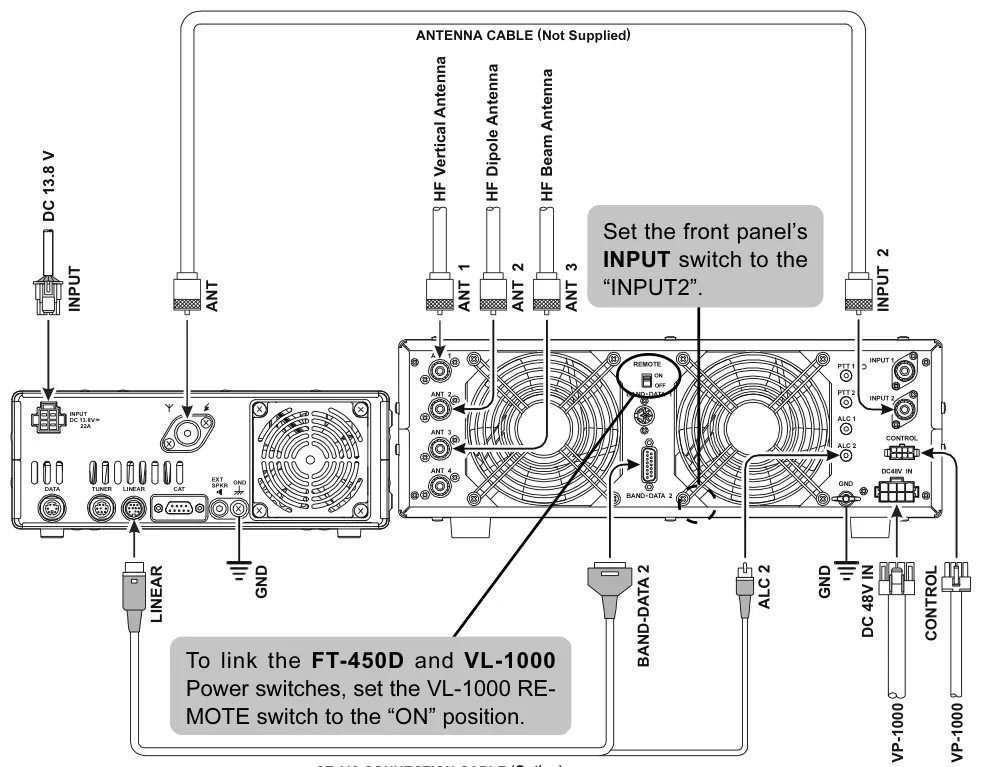 ANTENNA CABLE (Not Supplied)
HF Vertical Antenna
HF Dipole Antenna
HF Beam Antenna
DC 13.8 V
INPUT
ANT
ANT 1
ANT 2
ANT 3
INPUT 2
Set the front panel's
INPUT switch to the
“INPUT2”.
INPUT
DC 13.8V
22A
DATA
TUNER
LINEAR
CAT
EXT
SPKR
GND
1
ANT 2
ANT 3
ANT 4
REMOTE
ON
OFF
BAND-DATA
BAND-DATA 2
PTT 1
PTT 2
ALC 1
ALC 2
GND
INPUT 1
INPUT 2
CONTROL
DC48V IN
LINEAR
GND
BAND-DATA 2
ALC 2
GND
DC 48V IN
CONTROL
To link the FT-450D and VL-1000
Power switches, set the VL-1000 RE-
MOTE switch to the “ON” position.
VP-1000
VP-1000
CONNECTION CABLE